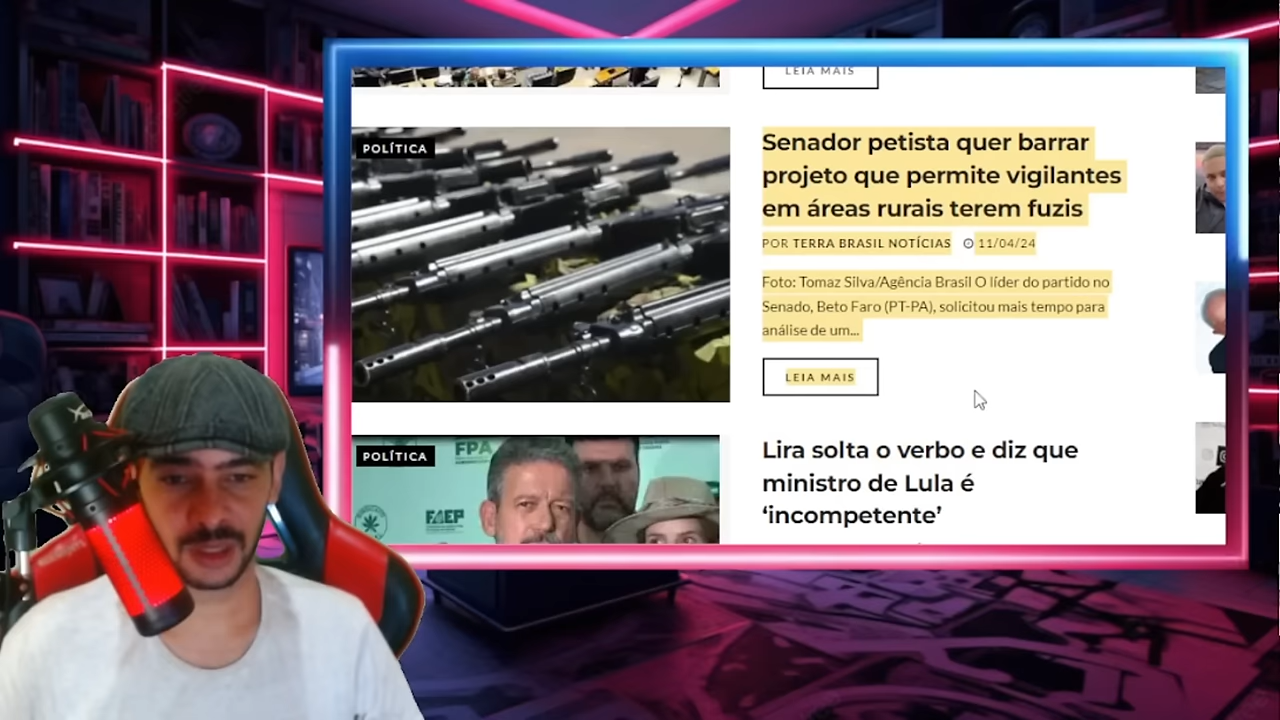 LEIA MAIS
POLÍTICA
Senador petista quer barrar
projeto que permite vigilantes
em áreas rurais terem fuzis
POR TERRA BRASIL NOTÍCIAS 11/04/24
Foto: Tomaz Silva/Agência Brasil O líder do partido no
Senado, Beto Faro (PT-PA), solicitou mais tempo para
análise de um...
LEIA MAIS
POLÍTICA
FPA
FAEP
Lira solta o verbo e diz que
ministro de Lula é
‘incompetente’